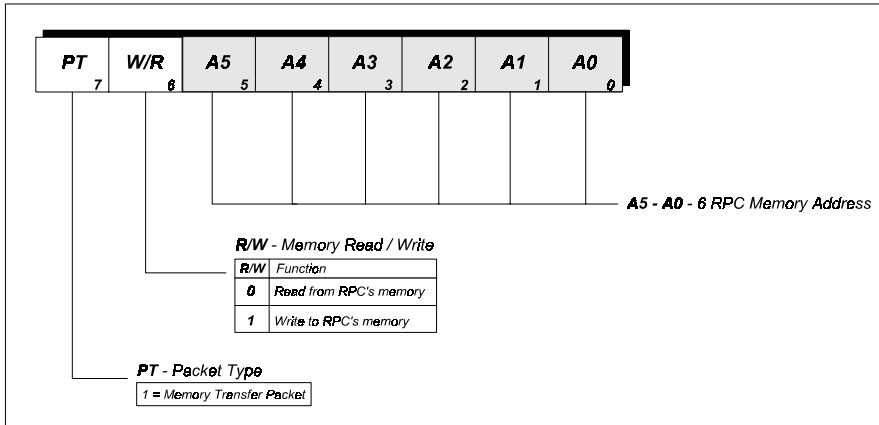 PT W/R A5 A4 A3 A2 A1 A0
7 6 5 4 3 2 1 0
A5 - A0 - 6 RPC Memory Address
R/W - Memory Read / Write
R/W Function
0 Read from RPC's memory
1 Write to RPC's memory
PT - Packet Type
1 = Memory Transfer Packet